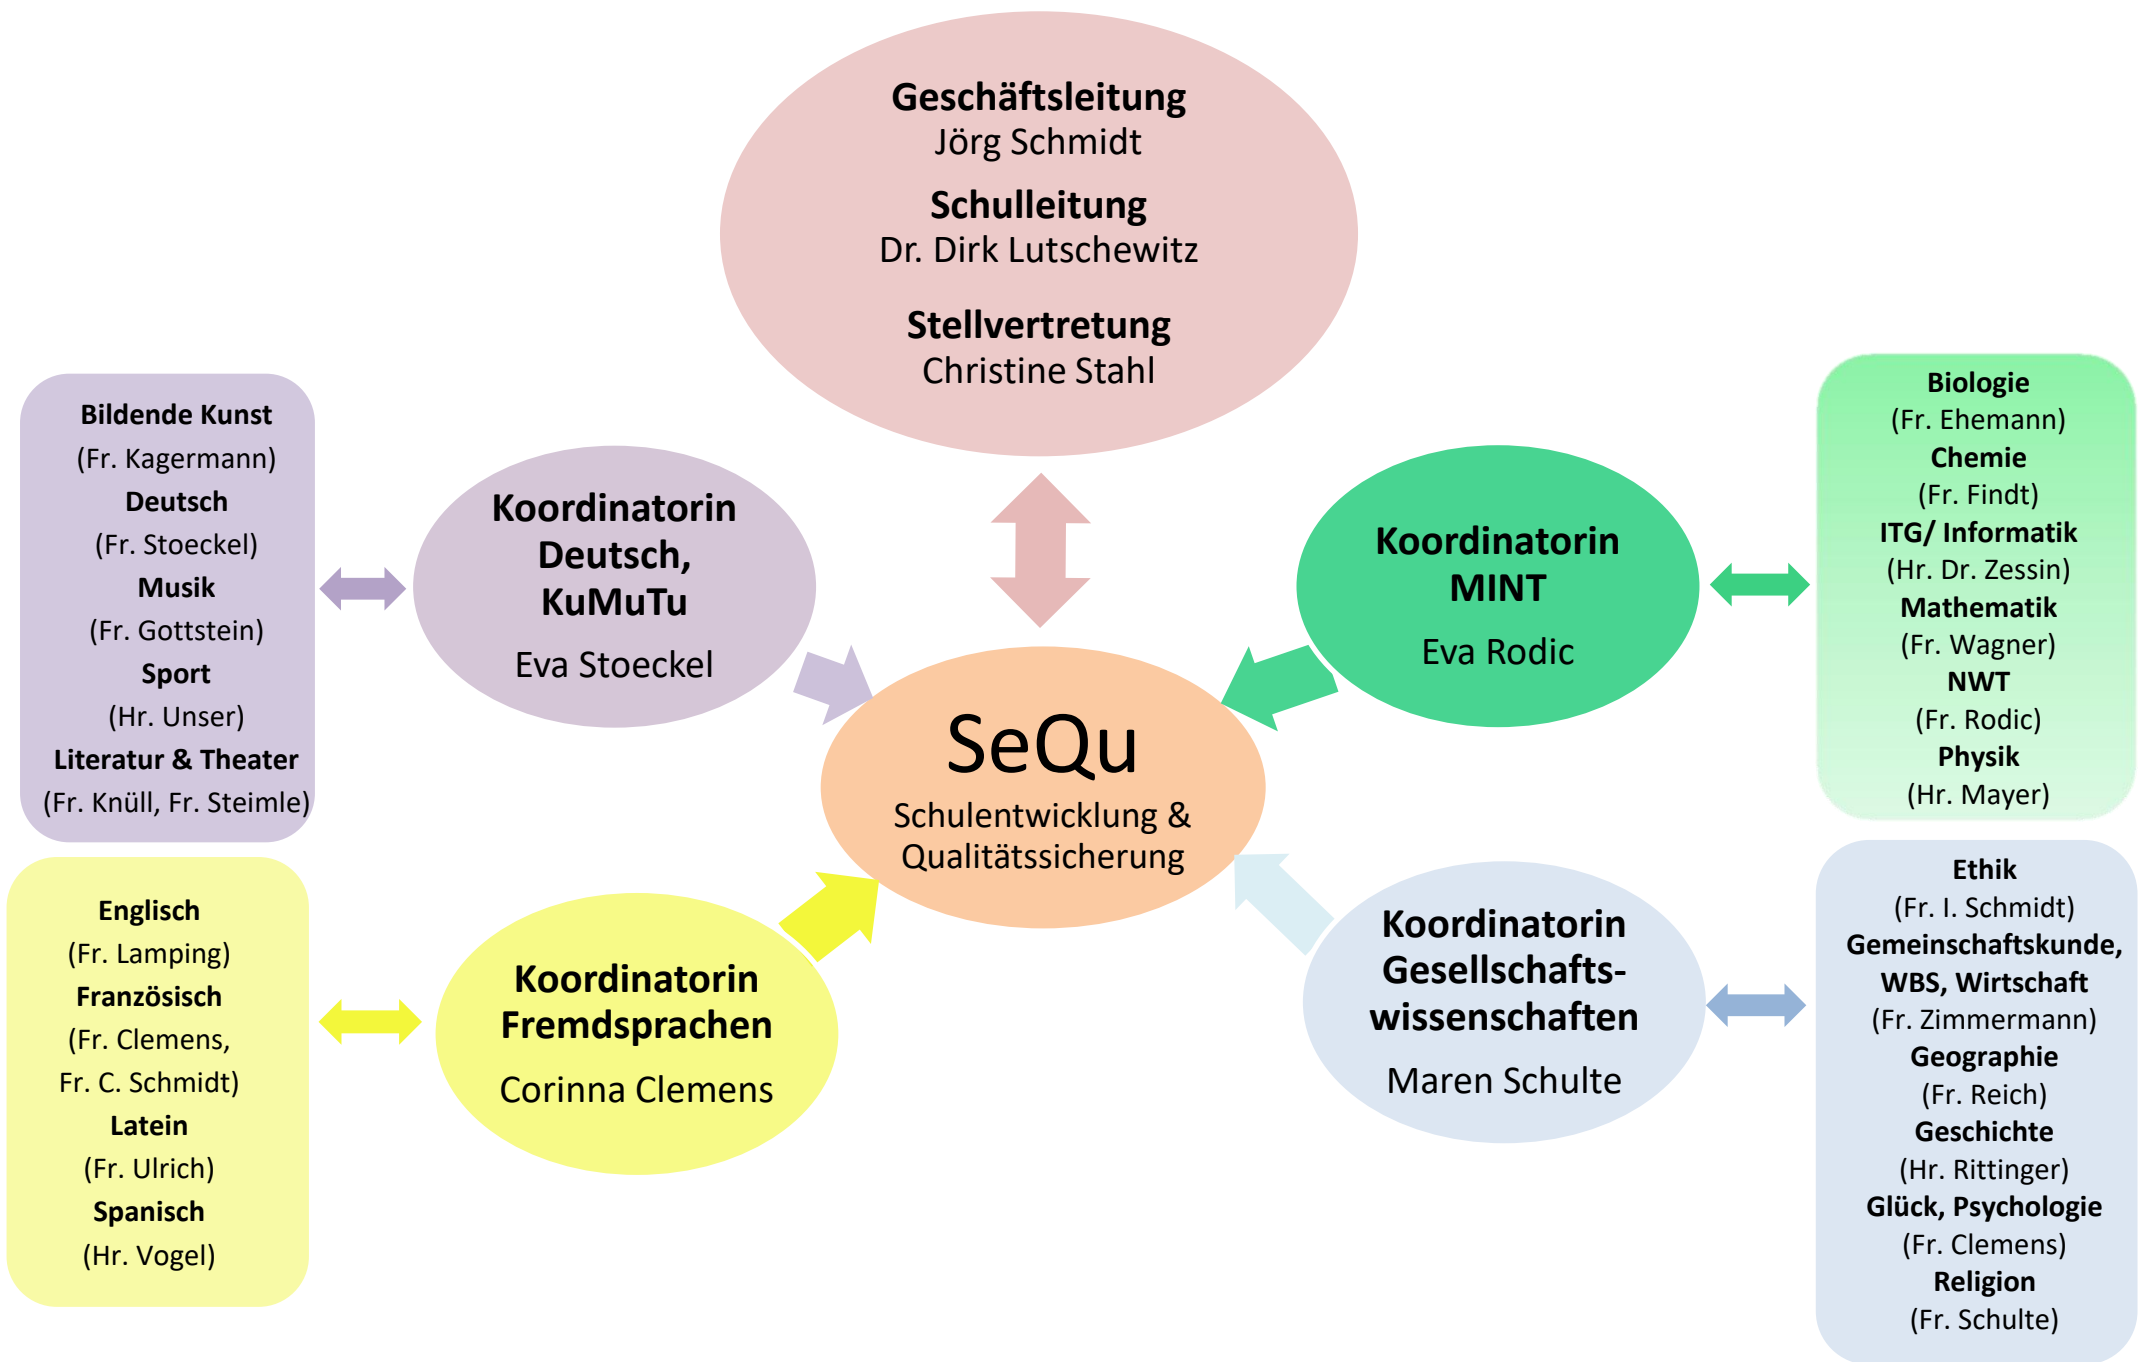 Geschäftsleitung
Jörg Schmidt
Schulleitung
Dr. Dirk Lutschewitz
Stellvertretung
Christine Stahl
Bildende Kunst
(Fr. Kagermann)
Deutsch
(Fr. Stoeckel)
Musik
(Fr. Gottstein)
Sport
(Hr. Unser)
Literatur & Theater
(Fr. Knüll, Fr. Steimle)
Koordinatorin
Deutsch,
KuMuTu
Eva Stoeckel
Koordinatorin
MINT
Eva Rodic
Biologie
(Fr. Ehemann)
Chemie
(Fr. Findt)
ITG/ Informatik
(Hr. Dr. Zessin)
Mathematik
(Fr. Wagner)
NWT
(Fr. Rodic)
Physik
(Hr. Mayer)
SeQu
Schulentwicklung &
Qualitätssicherung
Englisch
(Fr. Lamping)
Französisch
(Fr. Clemens,
Fr. C. Schmidt)
Latein
(Fr. Ulrich)
Spanisch
(Hr. Vogel)
Koordinatorin
Fremdsprachen
Corinna Clemens
Koordinatorin
Gesellschafts-
wissenschaften
Maren Schulte
Ethik
(Fr. I. Schmidt)
Gemeinschaftskunde,
WBS, Wirtschaft
(Fr. Zimmermann)
Geographie
(Fr. Reich)
Geschichte
(Hr. Rittinger)
Glück, Psychologie
(Fr. Clemens)
Religion
(Fr. Schulte)